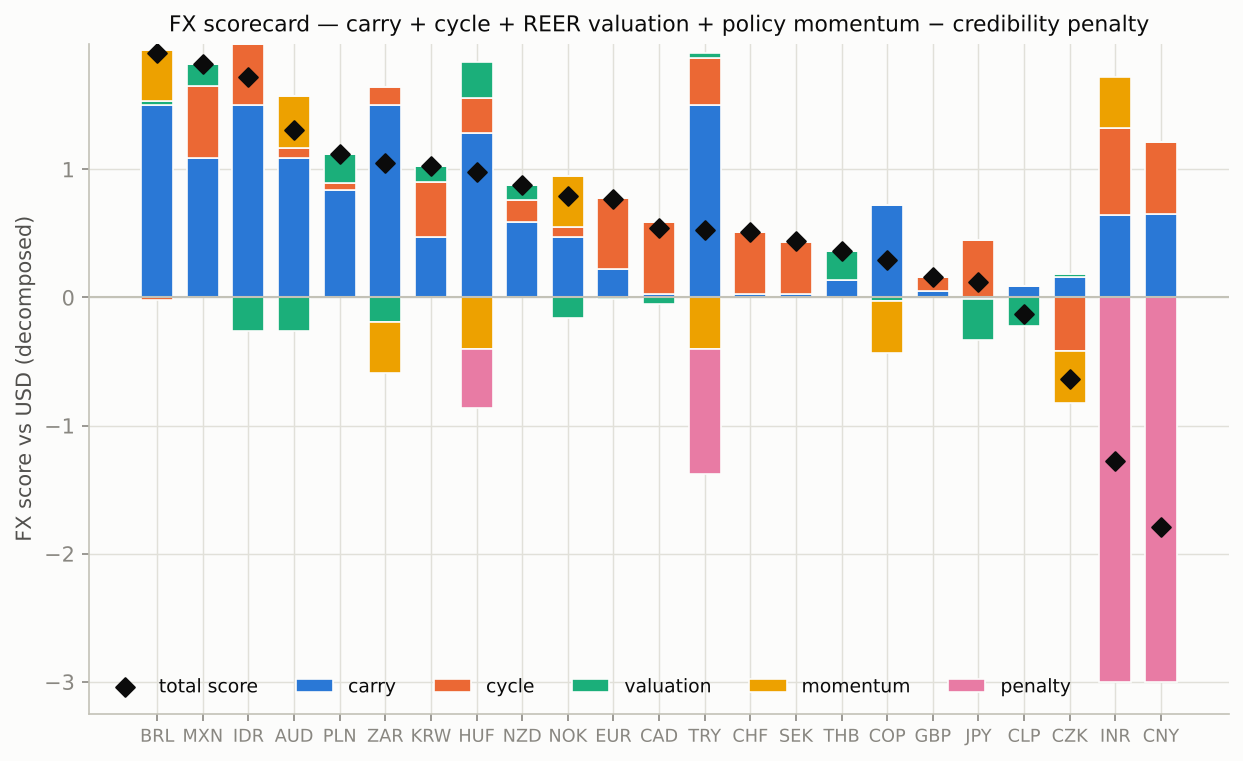 FX scorecard — carry + cycle + REER valuation + policy momentum − credibility penalty
FX score vs USD (decomposed)
1
0
−1
−2
−3
total score carry cycle valuation momentum penalty
BRL MXN IDR AUD PLN ZAR KRW HUF NZD NOK EUR CAD TRY CHF SEK THB COP GBP JPY CLP CZK INR CNY